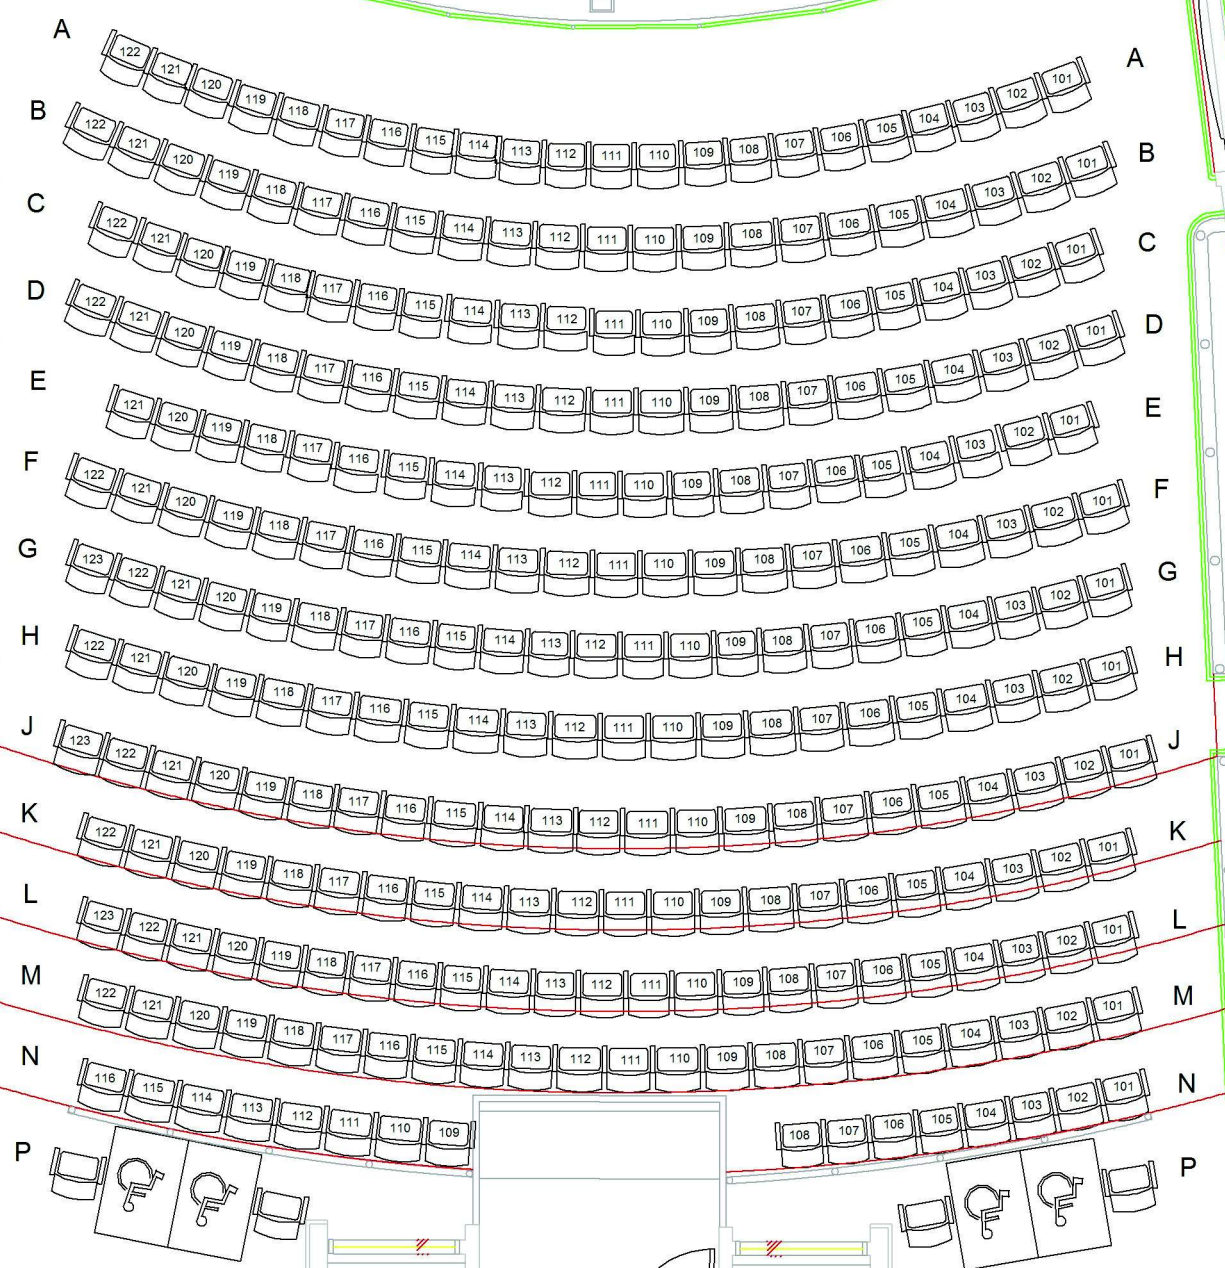 A 122 121 120 119 118 117 116 115 114 113 112 111 110 109 108 107 106 105 104 103 102 101 A
B 122 121 120 119 118 117 116 115 114 113 112 111 110 109 108 107 106 105 104 103 102 101 B
C 122 121 120 119 118 117 116 115 114 113 112 111 110 109 108 107 106 105 104 103 102 101 C
D 122 121 120 119 118 117 116 115 114 113 112 111 110 109 108 107 106 105 104 103 102 101 D
E 121 120 119 118 117 116 115 114 113 112 111 110 109 108 107 106 105 104 103 102 101 E
F 122 121 120 119 118 117 116 115 114 113 112 111 110 109 108 107 106 105 104 103 102 101 F
G 123 122 121 120 119 118 117 116 115 114 113 112 111 110 109 108 107 106 105 104 103 102 101 G
H 122 121 120 119 118 117 116 115 114 113 112 111 110 109 108 107 106 105 104 103 102 101 H
J 123 122 121 120 119 118 117 116 115 114 113 112 111 110 109 108 107 106 105 104 103 102 101 J
K 122 121 120 119 118 117 116 115 114 113 112 111 110 109 108 107 106 105 104 103 102 101 K
L 123 122 121 120 119 118 117 116 115 114 113 112 111 110 109 108 107 106 105 104 103 102 101 L
M 122 121 120 119 118 117 116 115 114 113 112 111 110 109 108 107 106 105 104 103 102 101 M
N 116 115 114 113 112 111 110 109 108 107 106 105 104 103 102 101 N
P P